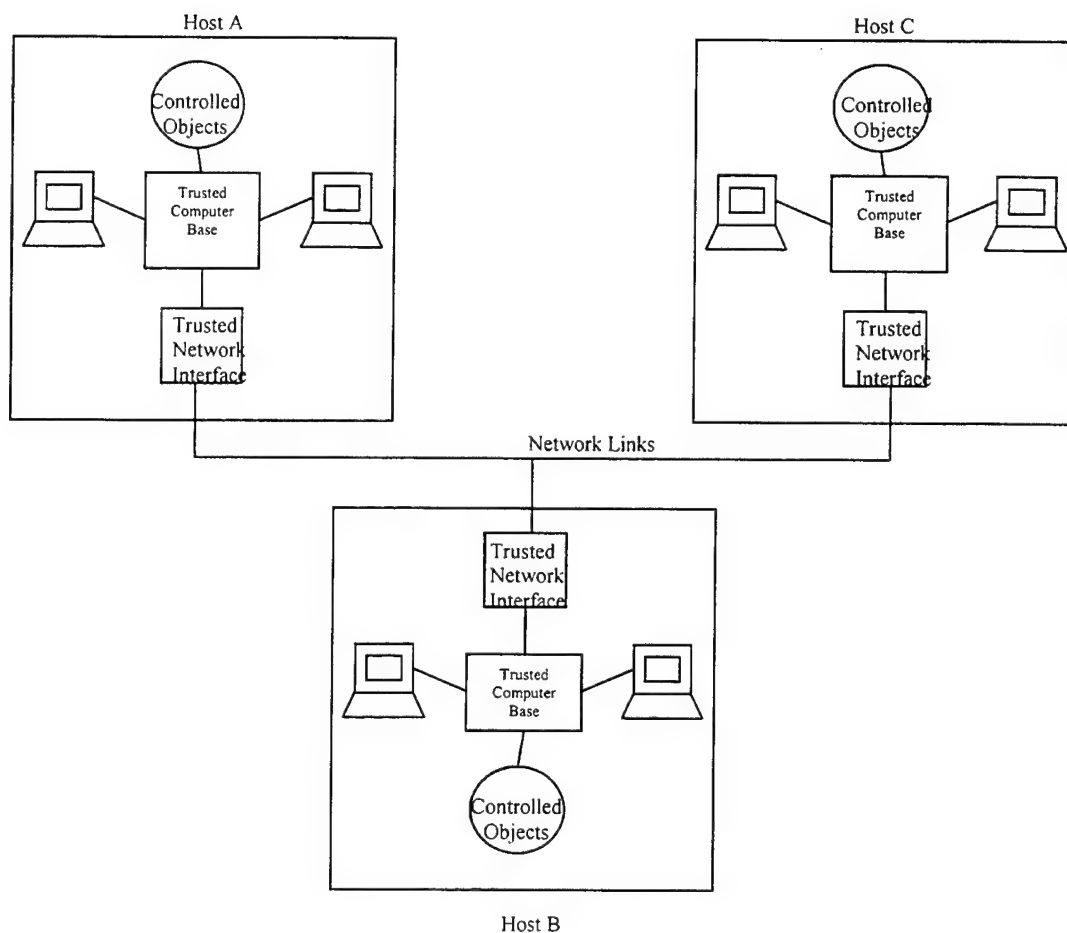 Host A
Controlled
Objects
Trusted
Computer
Base
Trusted
Network
Interface
Host C
Controlled
Objects
Trusted
Computer
Base
Trusted
Network
Interface
Network Links
Trusted
Network
Interface
Trusted
Computer
Base
Controlled
Objects
Host B